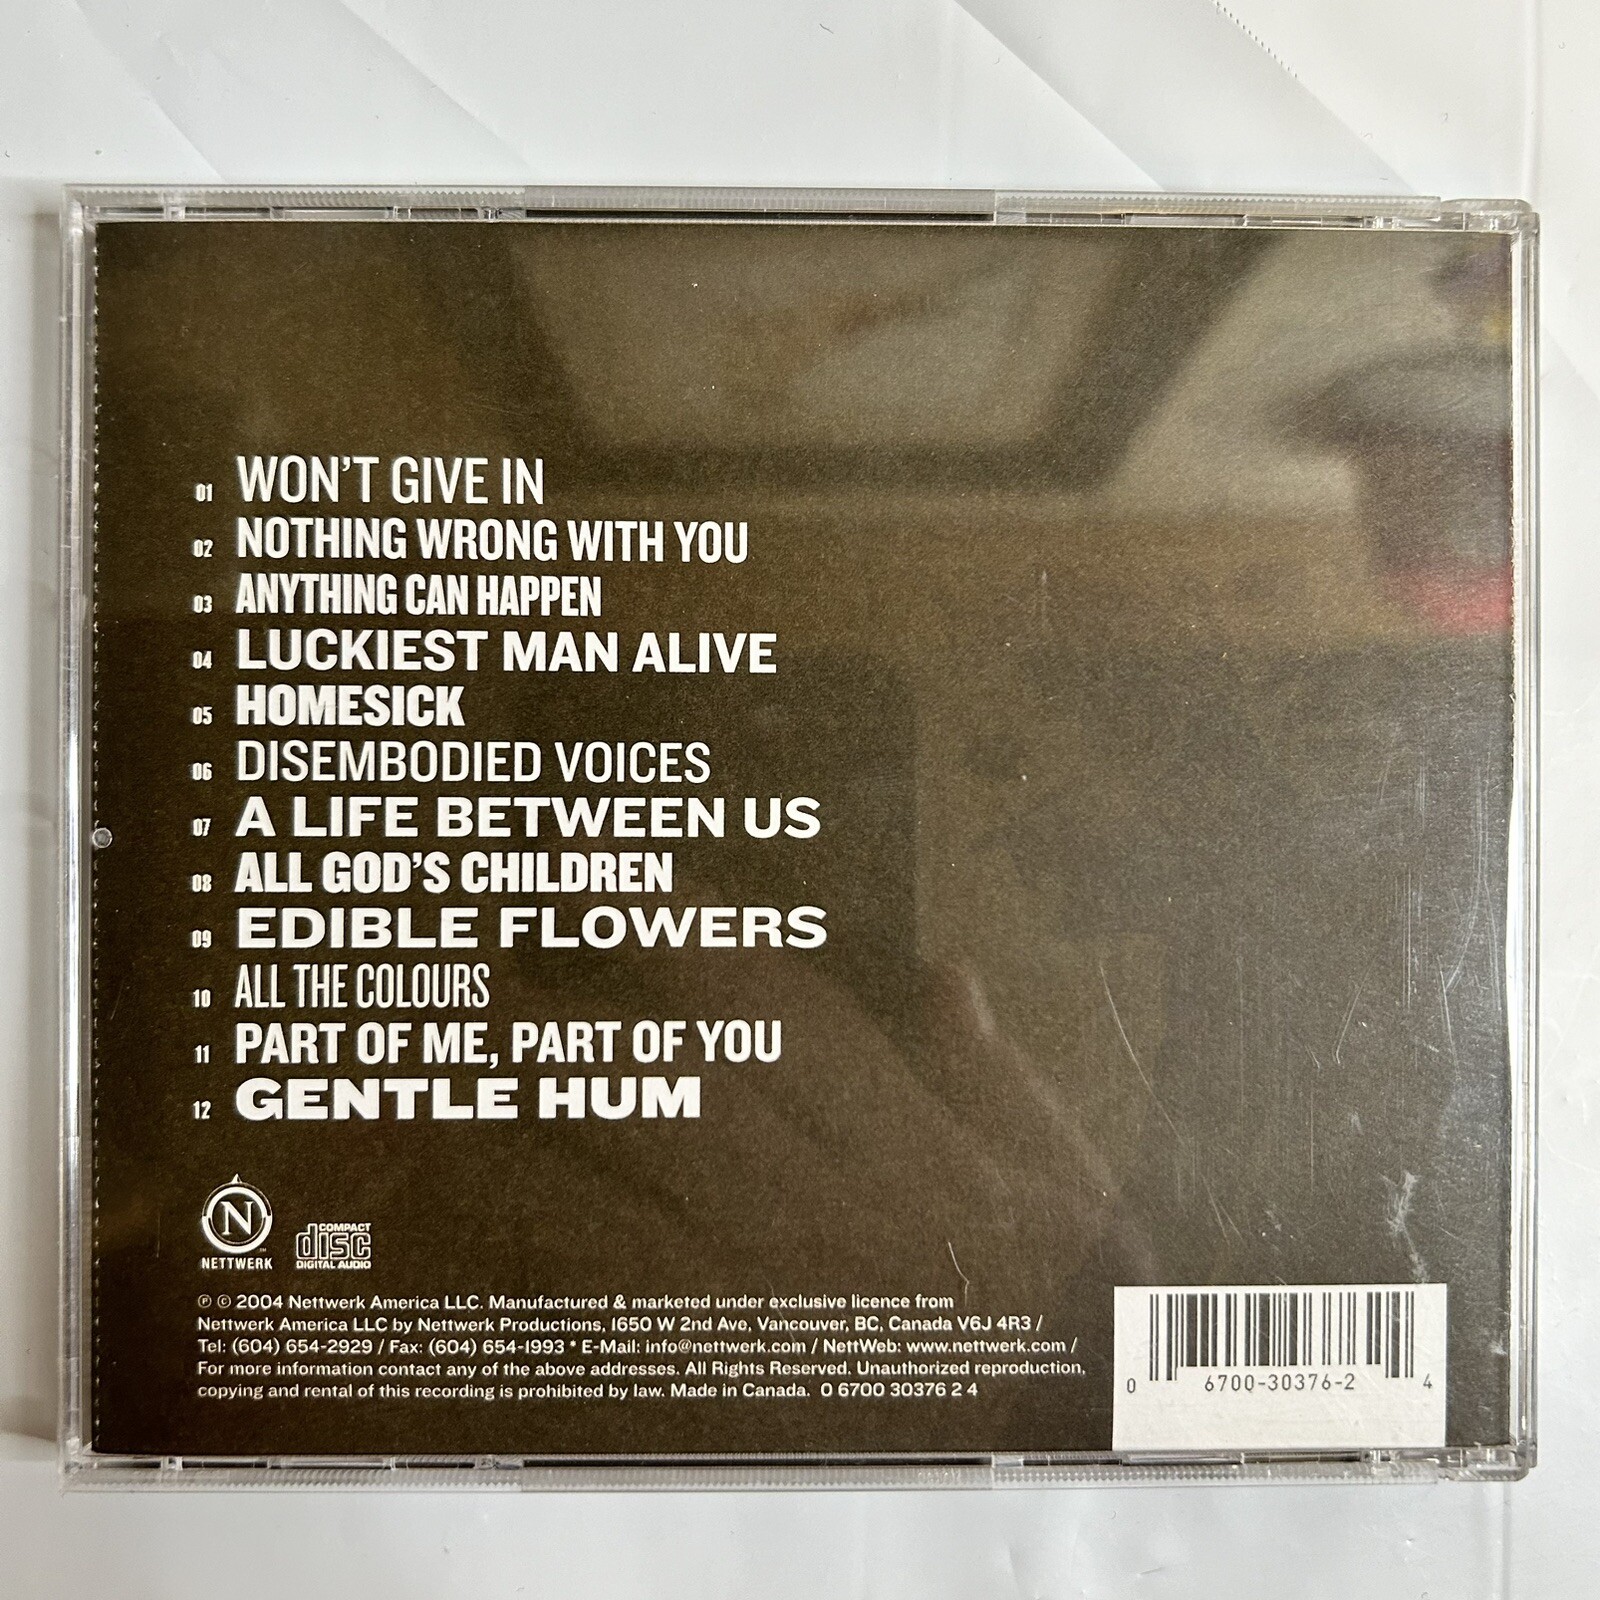 01 WON'T GIVE IN
02 NOTHING WRONG WITH YOU
03 ANYTHING CAN HAPPEN
04 LUCKIEST MAN ALIVE
05 HOMESICK
06 DISEMBODIED VOICES
07 A LIFE BETWEEN US
08 ALL GOD'S CHILDREN
09 EDIBLE FLOWERS
10 ALL THE COLOURS
11 PART OF ME, PART OF YOU
12 GENTLE HUM
N
NETTWERK
COMPACT
disc
DIGITAL AUDIO
℗ © 2004 Nettwerk America LLC. Manufactured & marketed under exclusive licence from
Nettwerk America LLC by Nettwerk Productions, 1650 W 2nd Ave, Vancouver, BC, Canada V6J 4R3 /
Tel: (604) 654-2929 / Fax: (604) 654-1993 * E-Mail: info@nettwerk.com / NettWeb: www.nettwerk.com /
For more information contact any of the above addresses. All Rights Reserved. Unauthorized reproduction,
copying and rental of this recording is prohibited by law. Made in Canada. 0 6700 30376 2 4
0 6700-30376-2 4